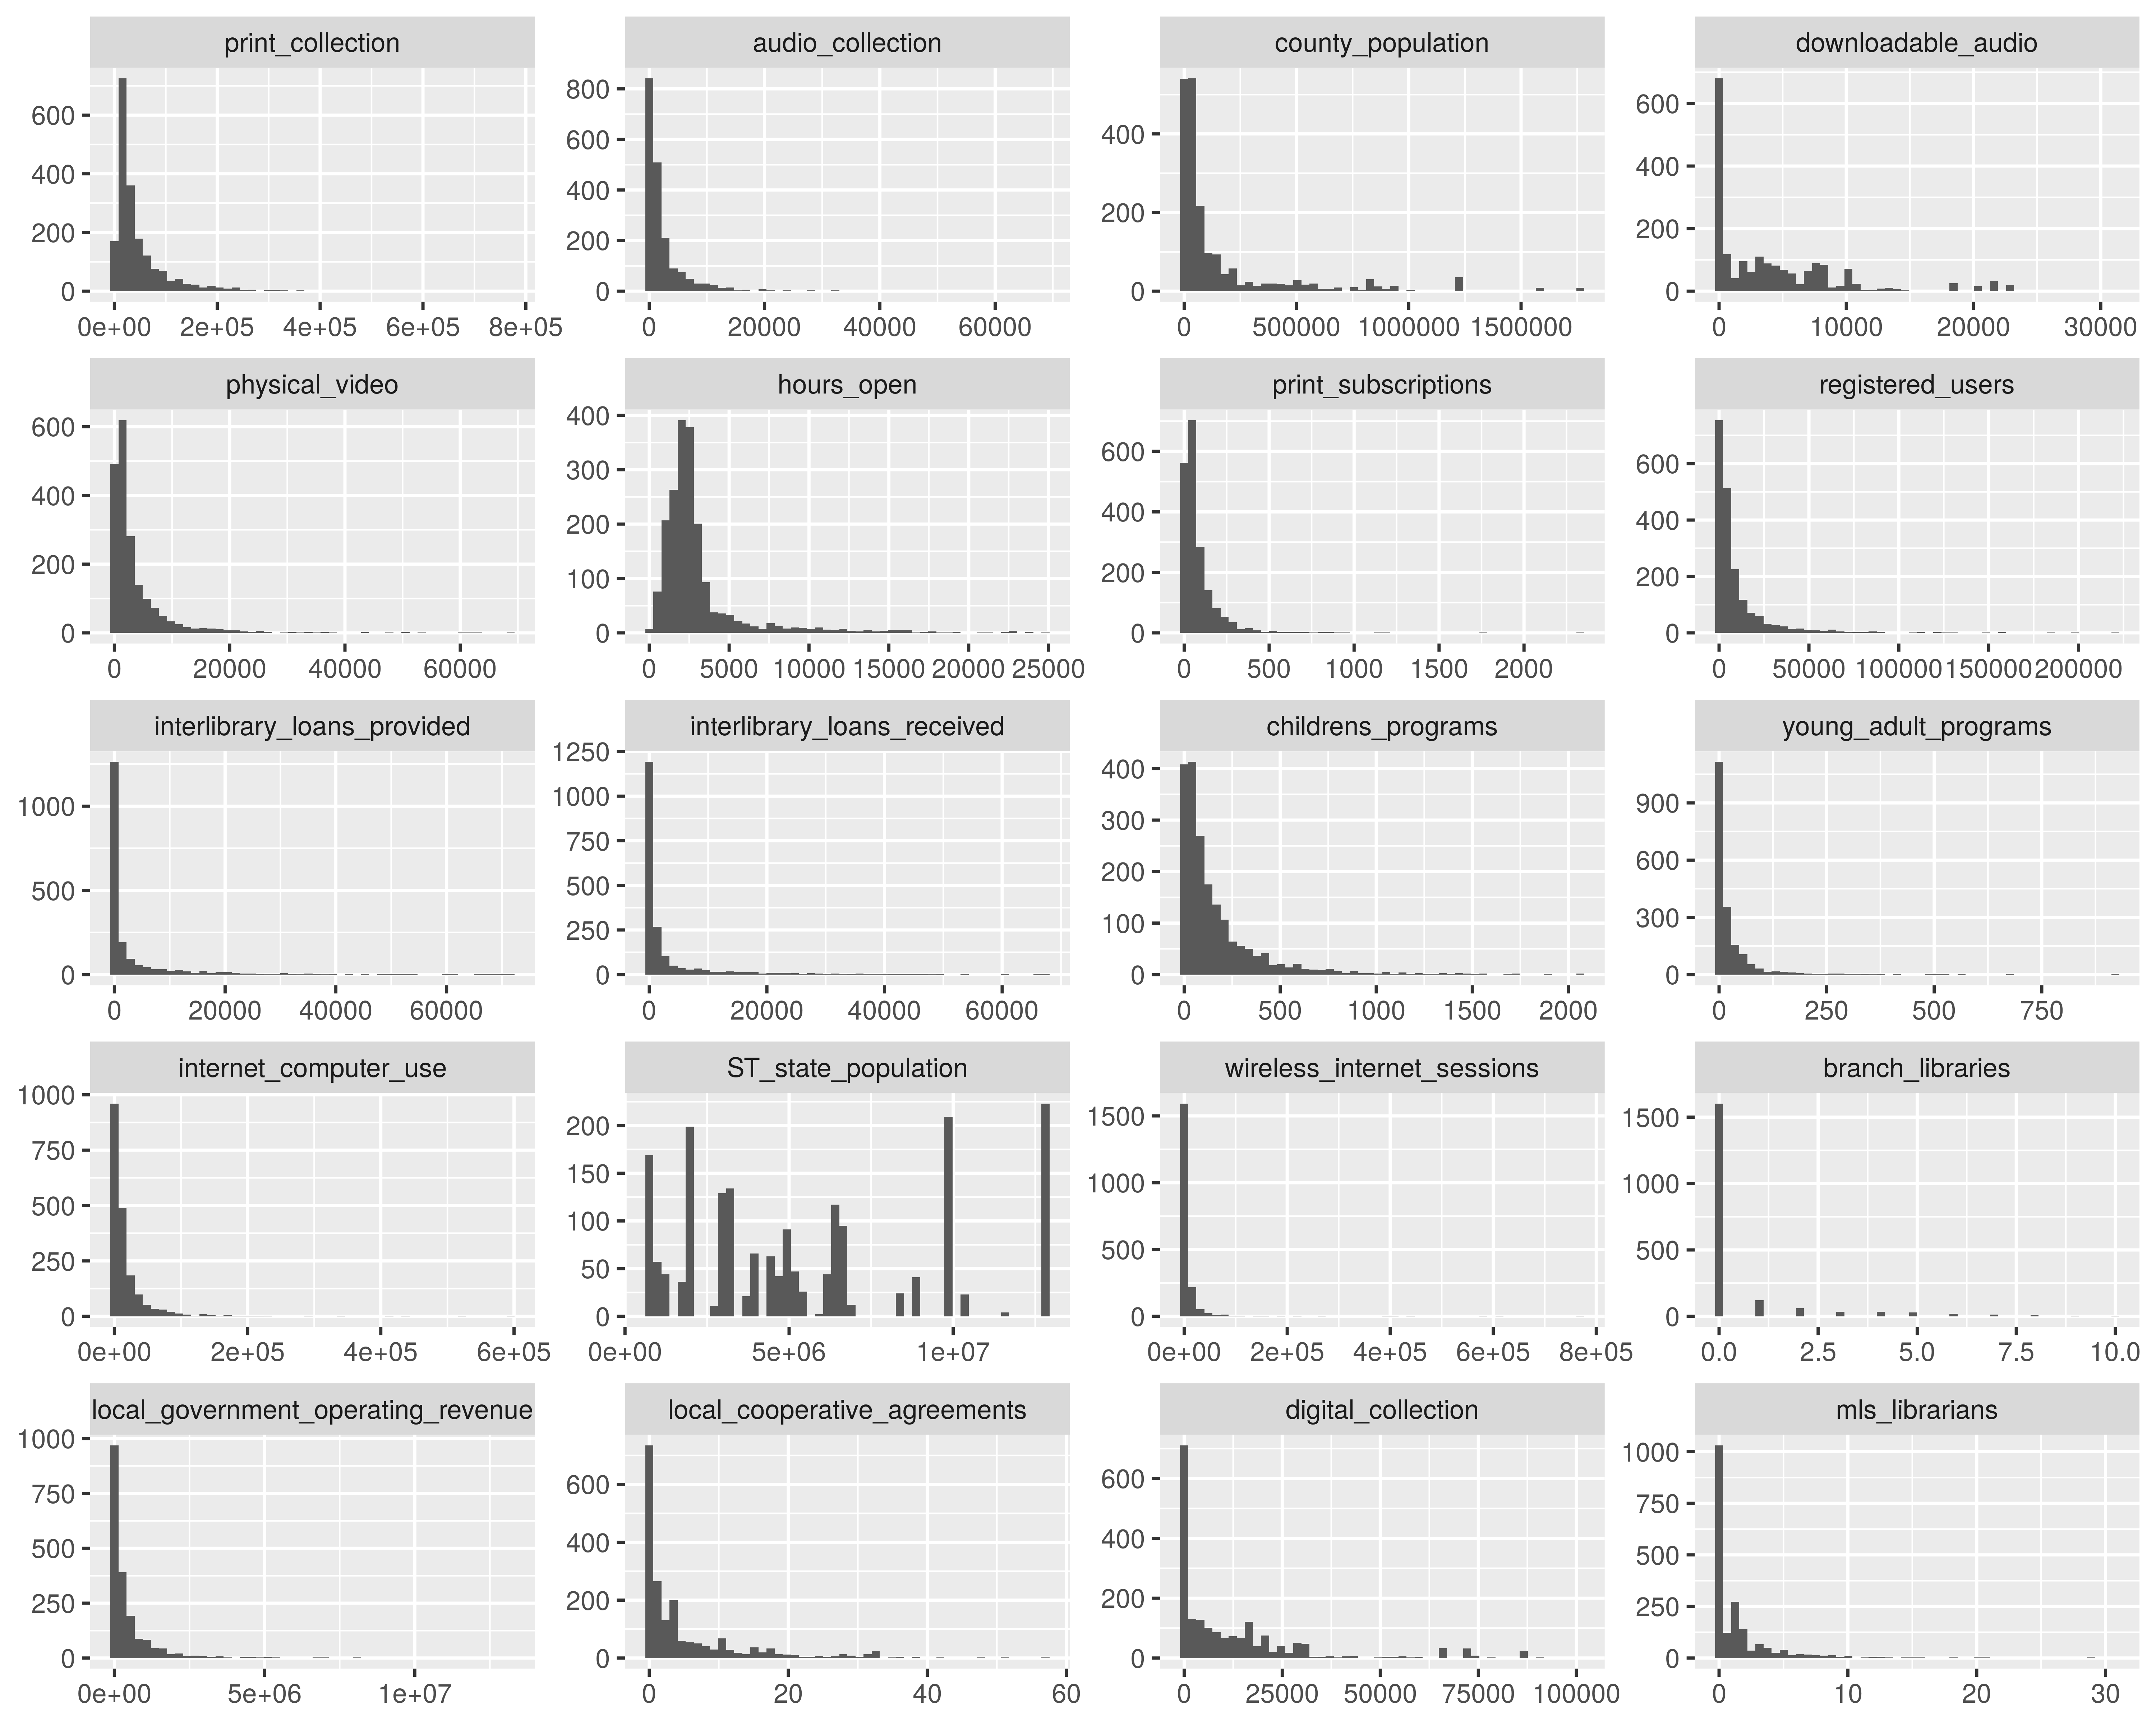 print_collection
audio_collection
county_population
downloadable_audio
600
400
200
0
0e+00 2e+05 4e+05 6e+05 8e+05
800
600
400
200
0
0 20000 40000 60000
400
200
0
0 500000 1000000 1500000
600
400
200
0
0 10000 20000 30000
physical_video
hours_open
print_subscriptions
registered_users
600
400
200
0
0 20000 40000 60000
400
300
200
100
0
0 5000 10000 15000 20000 25000
600
400
200
0
0 500 1000 1500 2000
600
400
200
0
0 50000 100000 150000 200000
interlibrary_loans_provided
interlibrary_loans_received
childrens_programs
young_adult_programs
1000
500
0
0 20000 40000 60000
1250
1000
750
500
250
0
0 20000 40000 60000
400
300
200
100
0
0 500 1000 1500 2000
900
600
300
0
0 250 500 750
internet_computer_use
ST_state_population
wireless_internet_sessions
branch_libraries
1000
750
500
250
0
0e+00 2e+05 4e+05 6e+05
200
150
100
50
0
0e+00 5e+06 1e+07
1500
1000
500
0
0e+00 2e+05 4e+05 6e+05 8e+05
1500
1000
500
0
0.0 2.5 5.0 7.5 10.0
local_government_operating_revenue
local_cooperative_agreements
digital_collection
mls_librarians
1000
750
500
250
0
0e+00 5e+06 1e+07
600
400
200
0
0 20 40 60
600
400
200
0
0 25000 50000 75000 100000
1000
750
500
250
0
0 10 20 30